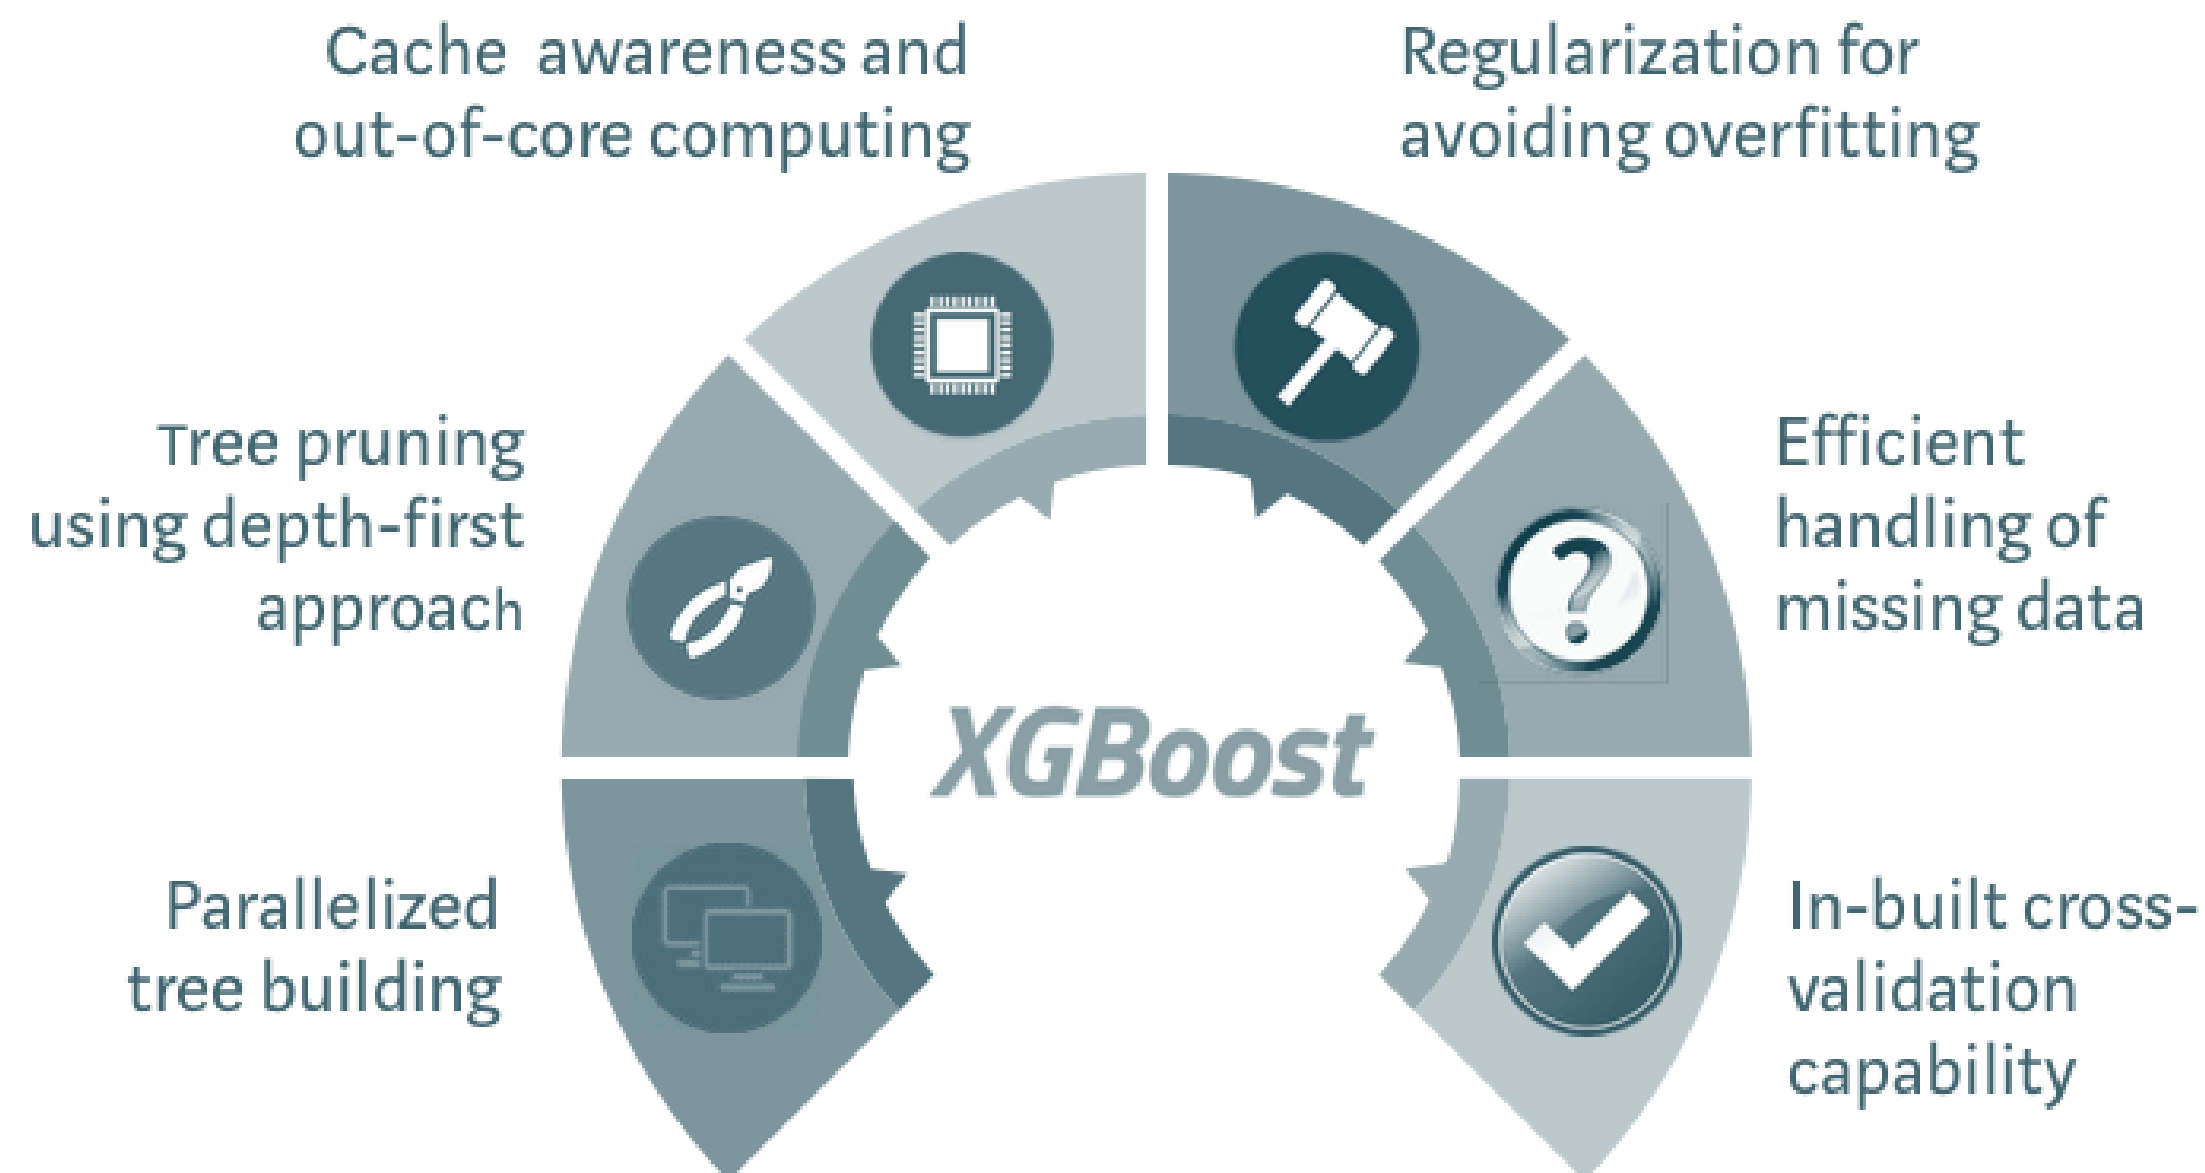 Cache awareness and
out-of-core computing
Regularization for
avoiding overfitting
Tree pruning
using depth-first
approach
Efficient
handling of
missing data
XGBoost
Parallelized
tree building
In-built cross-
validation
capability